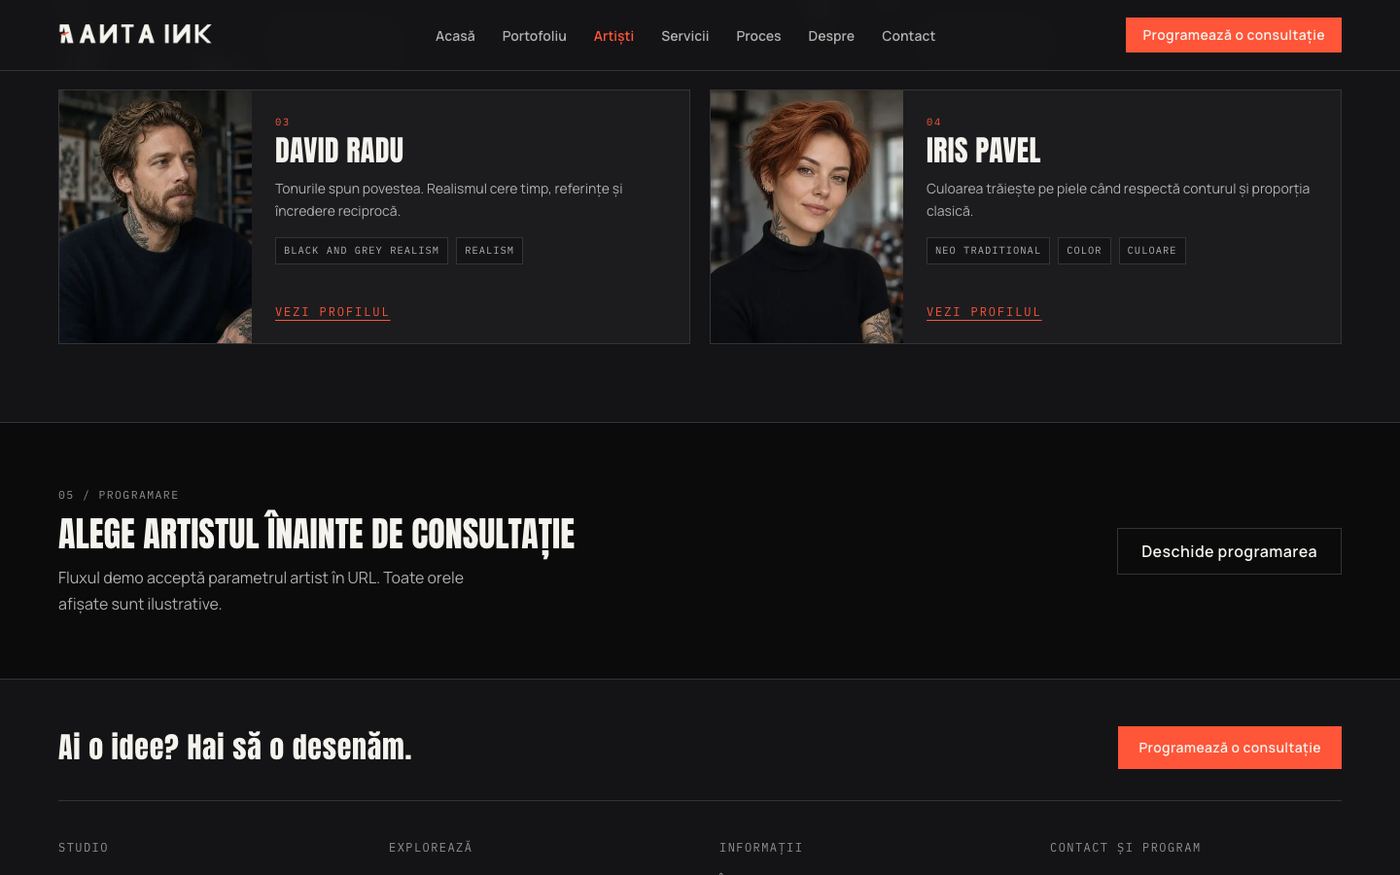 MANTA INK
Acasă
Portofoliu
Artiști
Servicii
Proces
Despre
Contact
Programează o consultație
03
DAVID RADU
Tonurile spun povestea. Realismul cere timp, referințe și
încredere reciprocă.
BLACK AND GREY REALISM
REALISM
VEZI PROFILUL
04
IRIS PAVEL
Culoarea trăiește pe piele când respectă conturul și proporția
clasică.
NEO TRADITIONAL
COLOR
CULOARE
VEZI PROFILUL
05 / PROGRAMARE
ALEGE ARTISTUL ÎNAINTE DE CONSULTAȚIE
Fluxul demo acceptă parametrul artist în URL. Toate orele
afișate sunt ilustrative.
Deschide programarea
Ai o idee? Hai să o desenăm.
Programează o consultație
STUDIO
EXPLOREAZĂ
INFORMAȚII
CONTACT ȘI PROGRAM